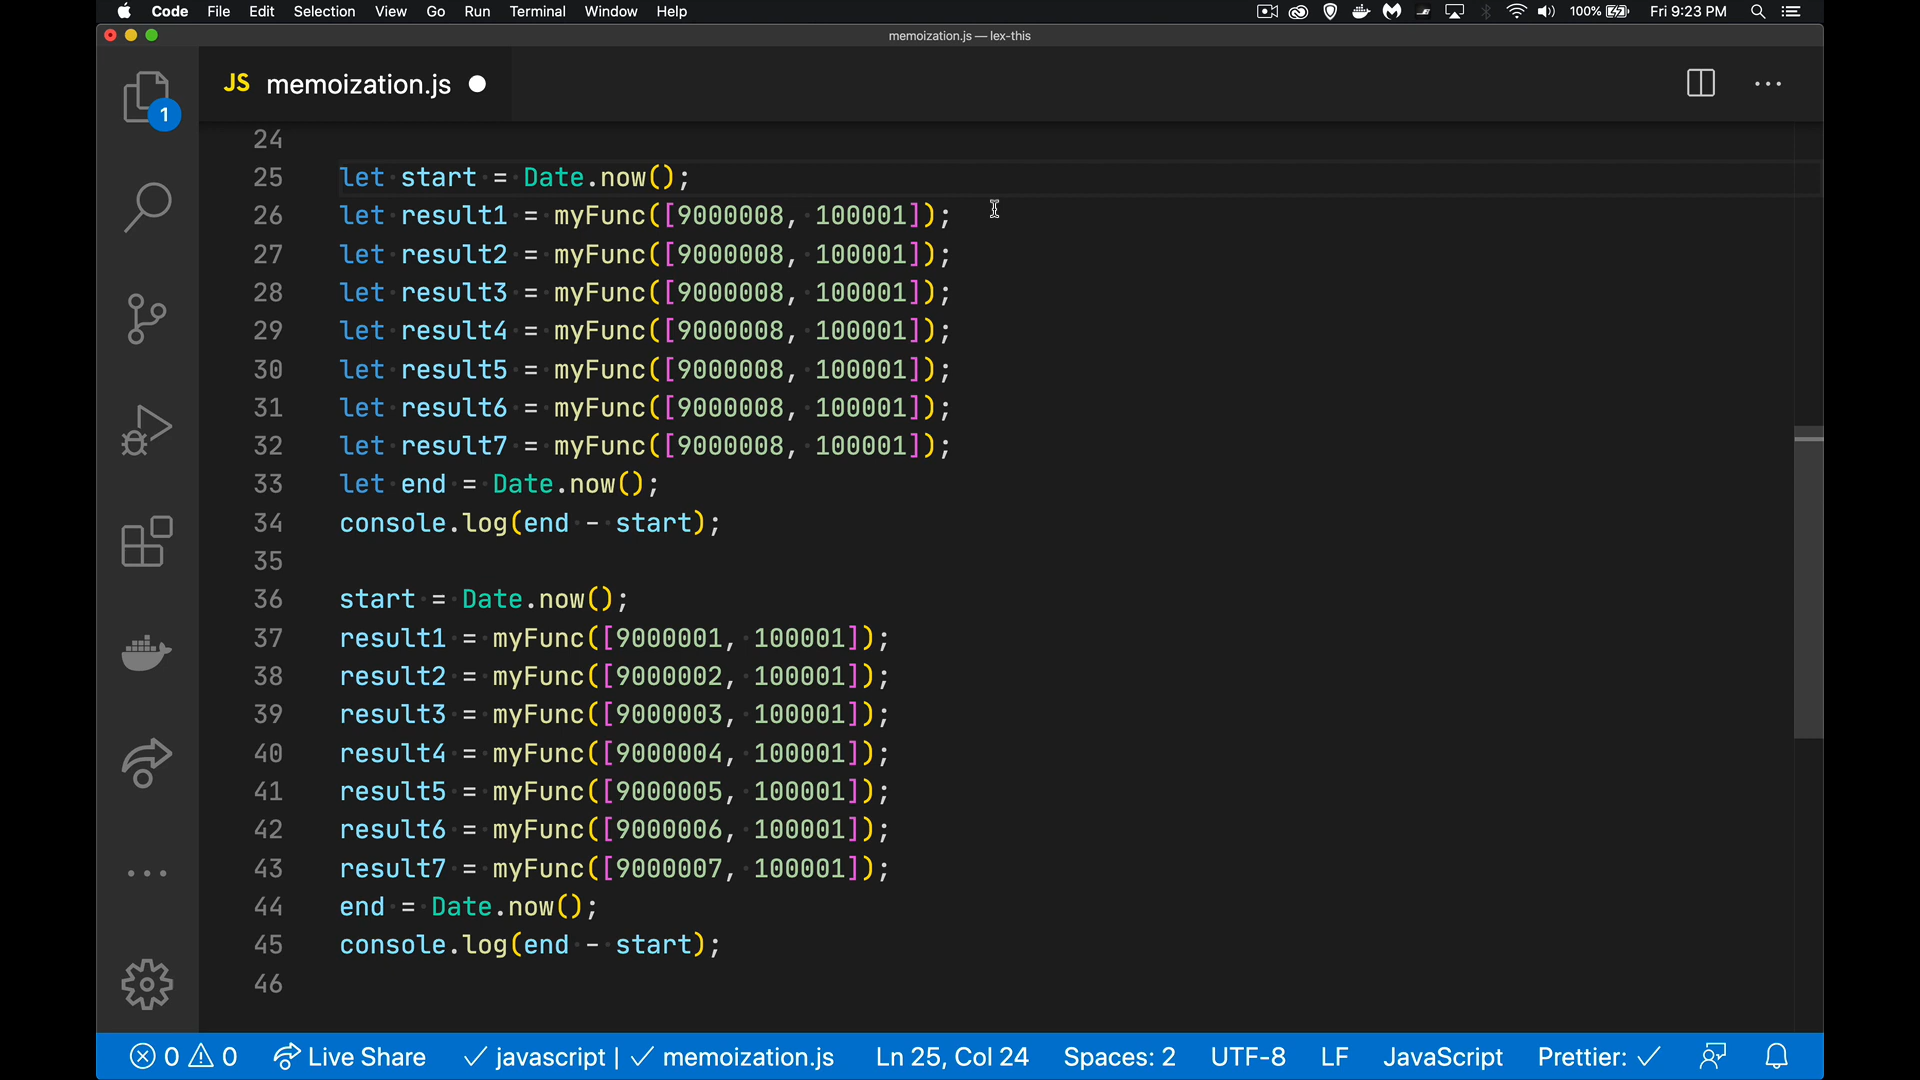 Code File Edit Selection View Go Run Terminal Window Help 100% Fri 9:23 PM
memoization.js — lex-this
JS memoization.js
1
24
25 let start = Date.now();
26 let result1 = myFunc([9000008, 100001]);
27 let result2 = myFunc([9000008, 100001]);
28 let result3 = myFunc([9000008, 100001]);
29 let result4 = myFunc([9000008, 100001]);
30 let result5 = myFunc([9000008, 100001]);
31 let result6 = myFunc([9000008, 100001]);
32 let result7 = myFunc([9000008, 100001]);
33 let end = Date.now();
34 console.log(end - start);
35
36 start = Date.now();
37 result1 = myFunc([9000001, 100001]);
38 result2 = myFunc([9000002, 100001]);
39 result3 = myFunc([9000003, 100001]);
40 result4 = myFunc([9000004, 100001]);
41 result5 = myFunc([9000005, 100001]);
42 result6 = myFunc([9000006, 100001]);
43 result7 = myFunc([9000007, 100001]);
44 end = Date.now();
45 console.log(end - start);
46
0 0 Live Share ✓ javascript | ✓ memoization.js Ln 25, Col 24 Spaces: 2 UTF-8 LF JavaScript Prettier: ✓